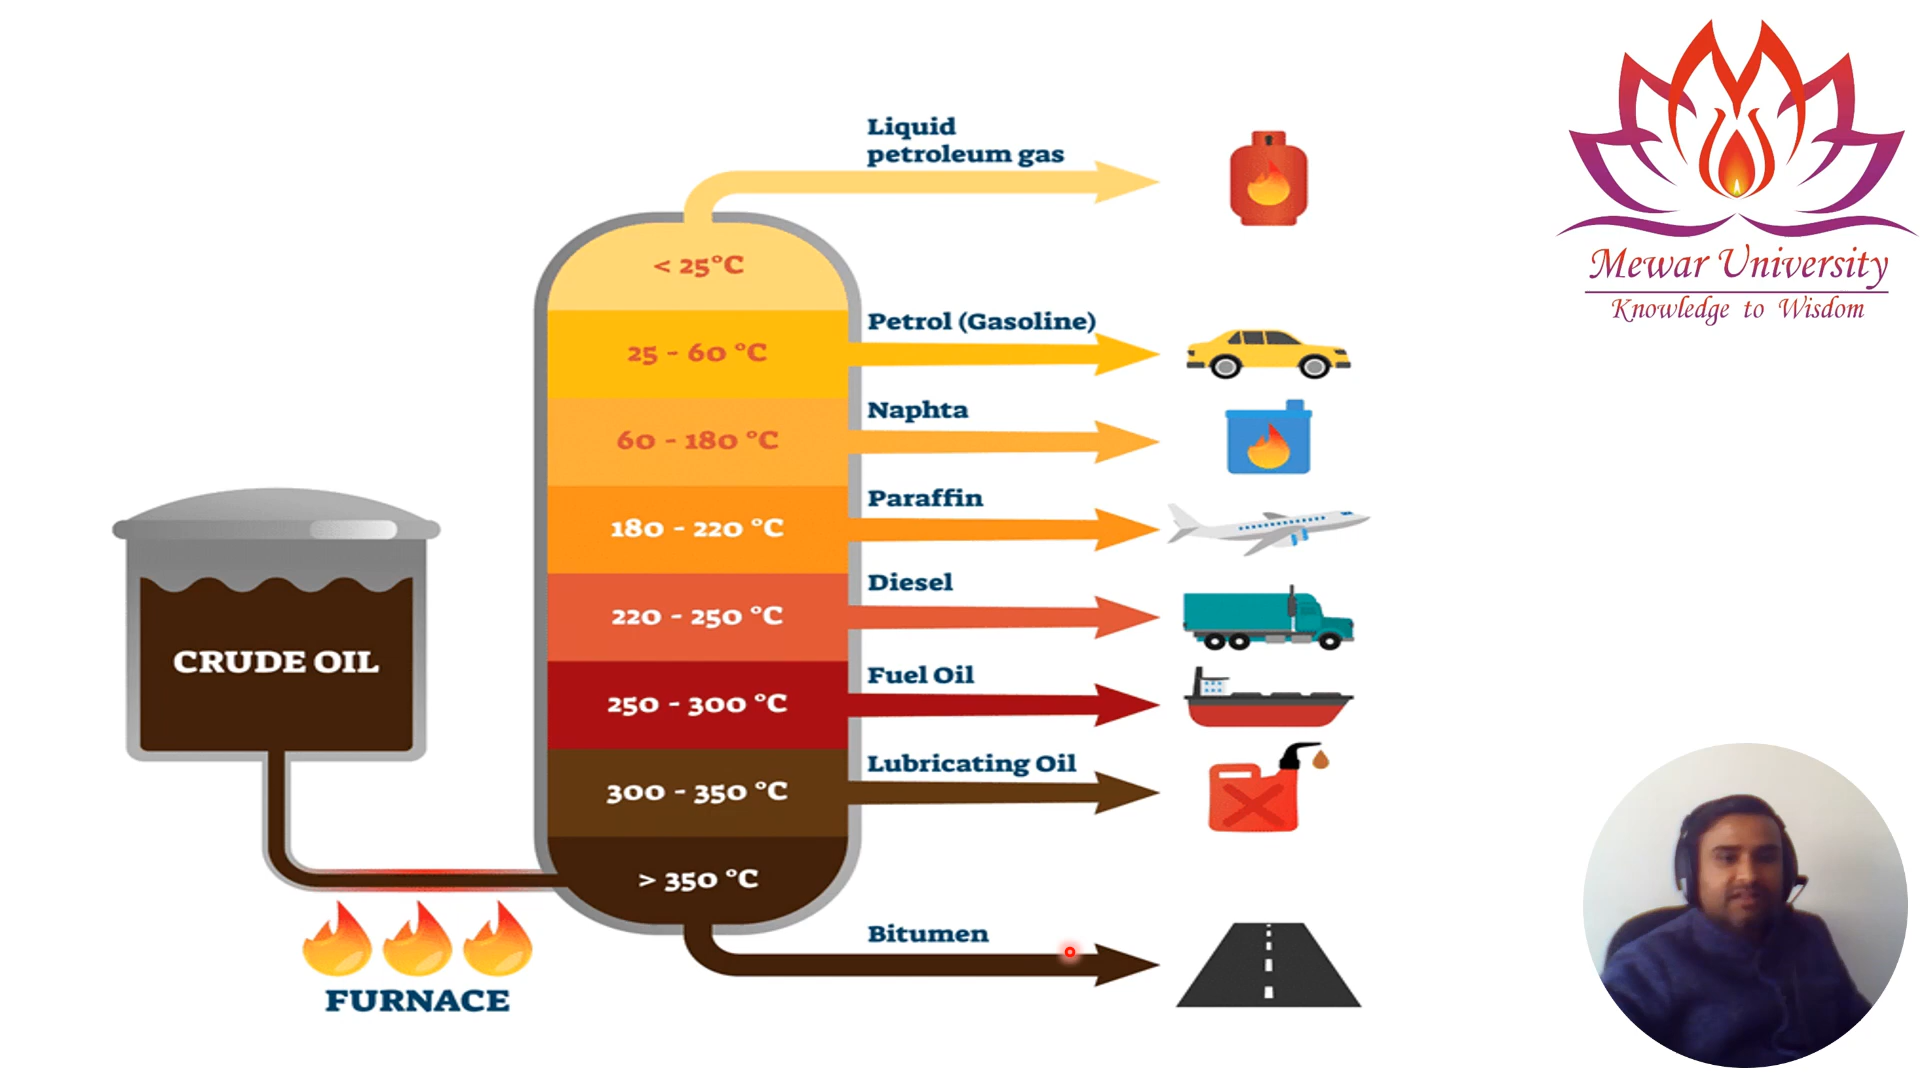 Liquid
petroleum gas
< 25°C
Petrol (Gasoline)
25 - 60 °C
Naphta
60 - 180 °C
Paraffin
180 - 220 °C
Diesel
220 - 250 °C
Fuel Oil
250 - 300 °C
Lubricating Oil
300 - 350 °C
> 350 °C
Bitumen
CRUDE OIL
FURNACE
Mewar University
Knowledge to Wisdom